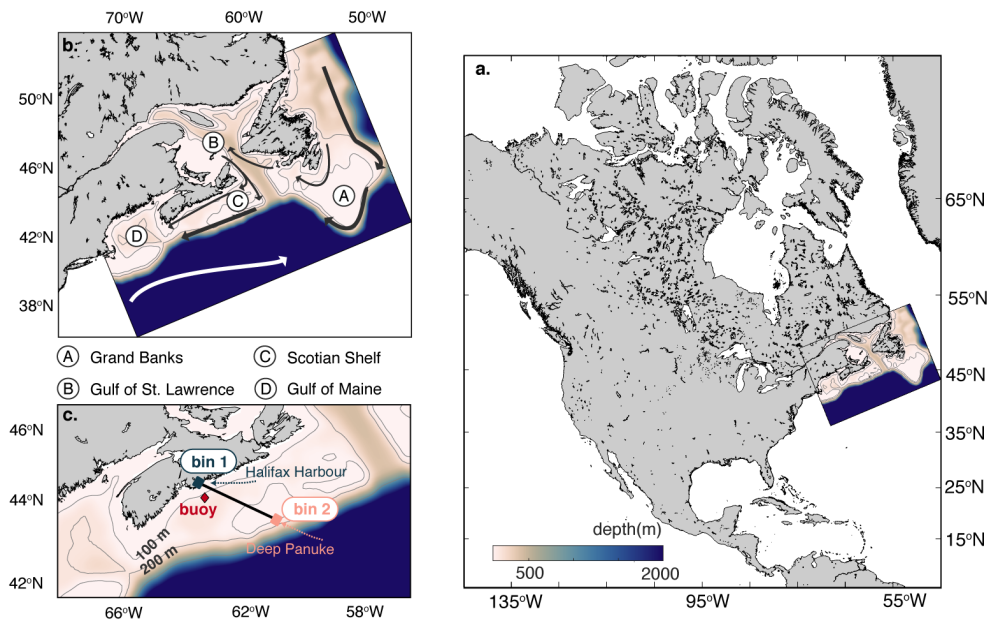 70°W 60°W 50°W
b.
50°N
46°N
42°N
38°N
B
A
C
D
A Grand Banks
C Scotian Shelf
B Gulf of St. Lawrence
D Gulf of Maine
c.
46°N
44°N
42°N
bin 1
Halifax Harbour
buoy
bin 2
Deep Panuke
100 m
200 m
66°W 62°W 58°W
a.
65°N
55°N
45°N
35°N
25°N
15°N
depth(m)
500 2000
135°W 95°W 55°W